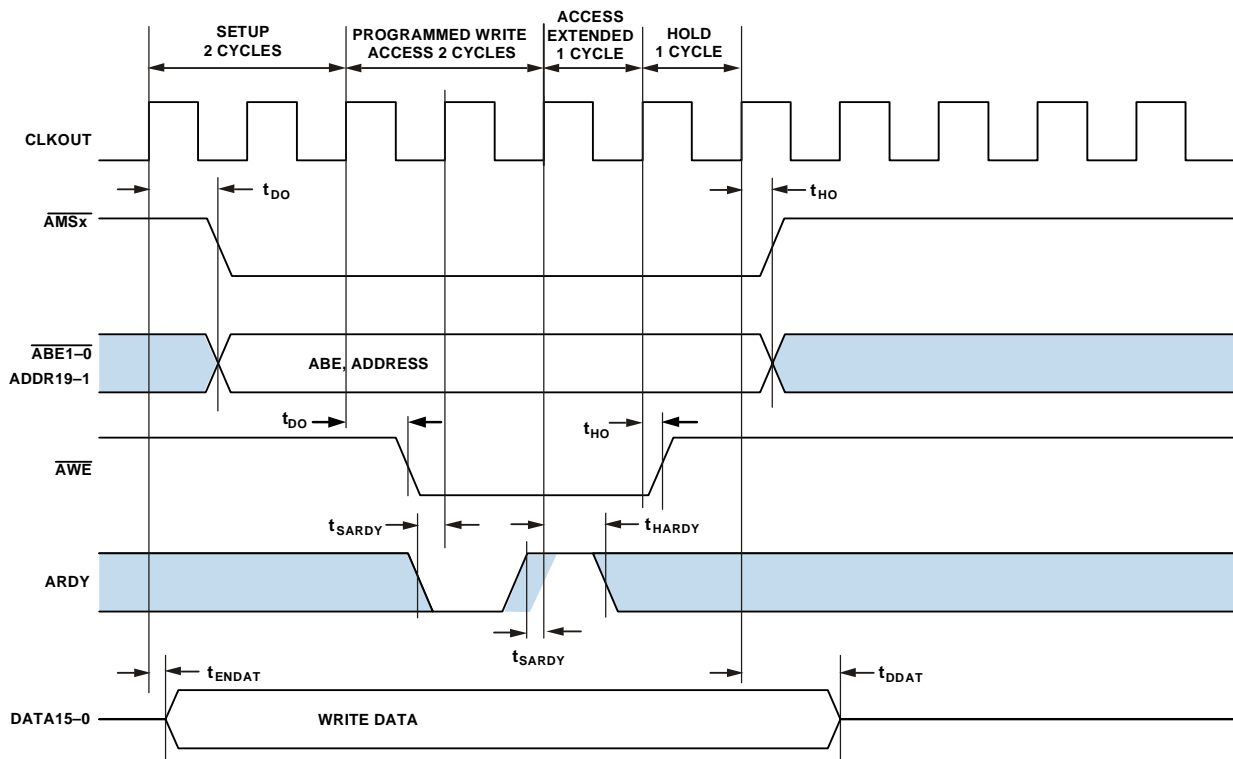 SETUP
2 CYCLES
PROGRAMMED WRITE
ACCESS 2 CYCLES
ACCESS
EXTENDED
1 CYCLE
HOLD
1 CYCLE
CLKOUT
tDO
tHO
AMSx
ABE1–0
ADDR19–1
ABE, ADDRESS
tDO
tHO
AWE
tSARDY
tHARDY
ARDY
tSARDY
tENDAT
tDDAT
DATA15–0
WRITE DATA